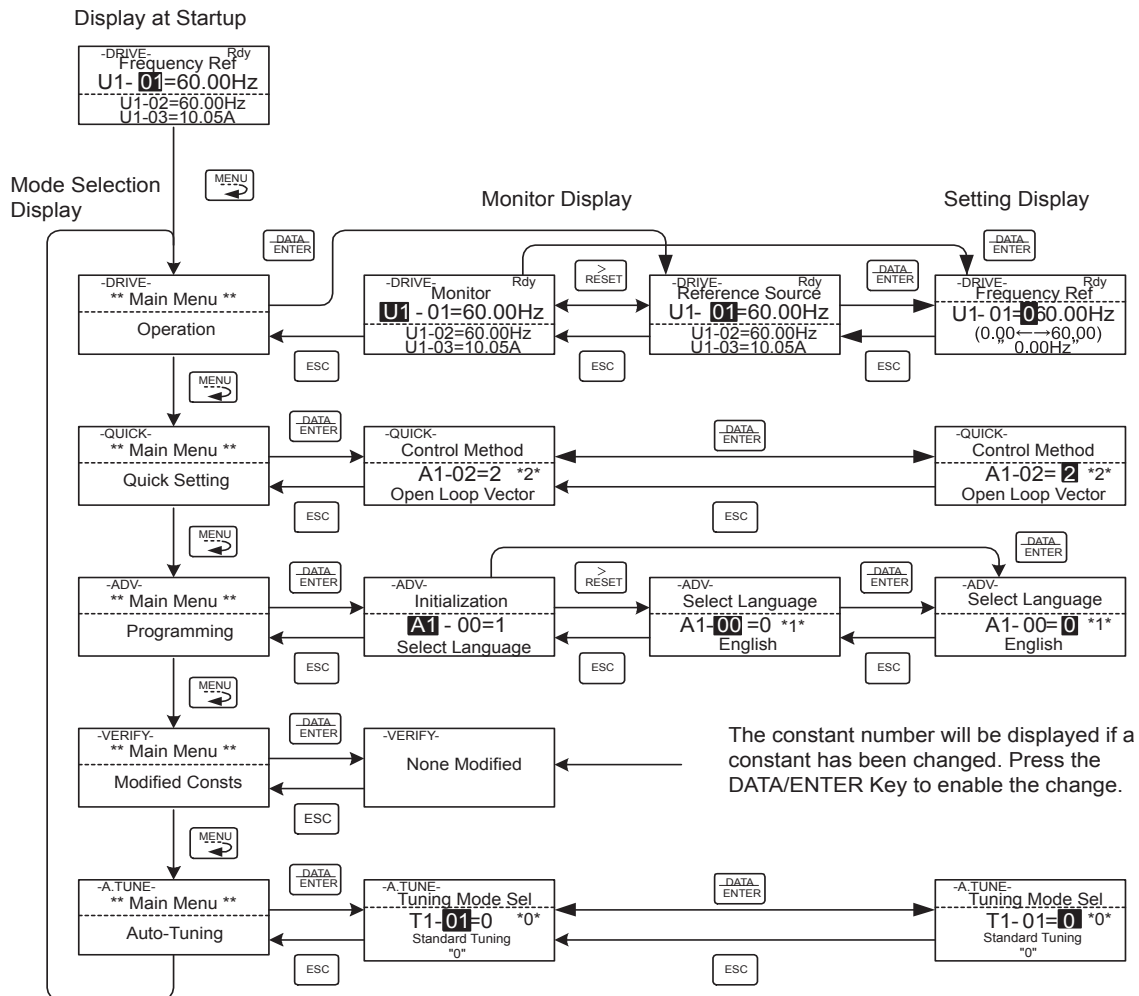 Display at Startup
-DRIVE- Rdy
Frequency Ref
U1- 01=60.00Hz
U1-02=60.00Hz
U1-03=10.05A
Mode Selection
Display
MENU
Monitor Display
Setting Display
DATA
ENTER
DATA
ENTER
-DRIVE-
** Main Menu **
Operation
-DRIVE- Rdy
Monitor
U1 - 01=60.00Hz
U1-02=60.00Hz
U1-03=10.05A
>
RESET
-DRIVE- Rdy
Reference Source
U1- 01=60.00Hz
U1-02=60.00Hz
U1-03=10.05A
DATA
ENTER
-DRIVE- Rdy
Frequency Ref
U1- 01=060.00Hz
(0.00←→60.00)
" 0.00Hz"
ESC
ESC
ESC
MENU
-QUICK-
** Main Menu **
Quick Setting
DATA
ENTER
-QUICK-
Control Method
A1-02=2 *2*
Open Loop Vector
DATA
ENTER
-QUICK-
Control Method
A1-02= 2 *2*
Open Loop Vector
ESC
ESC
MENU
DATA
ENTER
-ADV-
** Main Menu **
Programming
DATA
ENTER
-ADV-
Initialization
A1 - 00=1
Select Language
>
RESET
-ADV-
Select Language
A1-00 =0 *1*
English
DATA
ENTER
-ADV-
Select Language
A1- 00= 0 *1*
English
ESC
ESC
ESC
MENU
-VERIFY-
** Main Menu **
Modified Consts
DATA
ENTER
-VERIFY-
None Modified
The constant number will be displayed if a
constant has been changed. Press the
DATA/ENTER Key to enable the change.
ESC
MENU
-A.TUNE-
** Main Menu **
Auto-Tuning
DATA
ENTER
-A.TUNE-
Tuning Mode Sel
T1-01=0 *0*
Standard Tuning
"0"
DATA
ENTER
-A.TUNE-
Tuning Mode Sel
T1- 01= 0 *0*
Standard Tuning
"0"
ESC
ESC